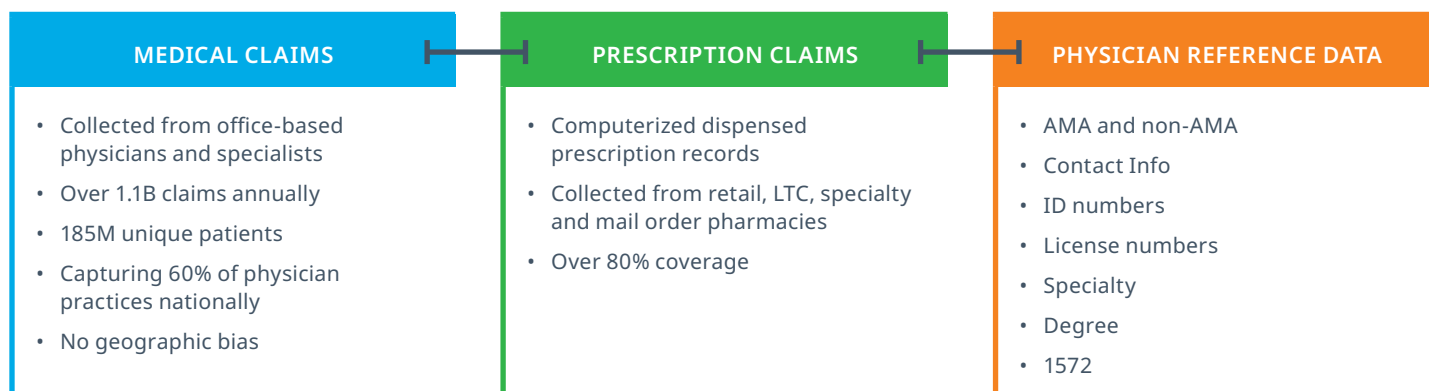 MEDICAL CLAIMS
• Collected from office-based
physicians and specialists
• Over 1.1B claims annually
• 185M unique patients
• Capturing 60% of physician
practices nationally
• No geographic bias
PRESCRIPTION CLAIMS
• Computerized dispensed
prescription records
• Collected from retail, LTC, specialty
and mail order pharmacies
• Over 80% coverage
PHYSICIAN REFERENCE DATA
• AMA and non-AMA
• Contact Info
• ID numbers
• License numbers
• Specialty
• Degree
• 1572